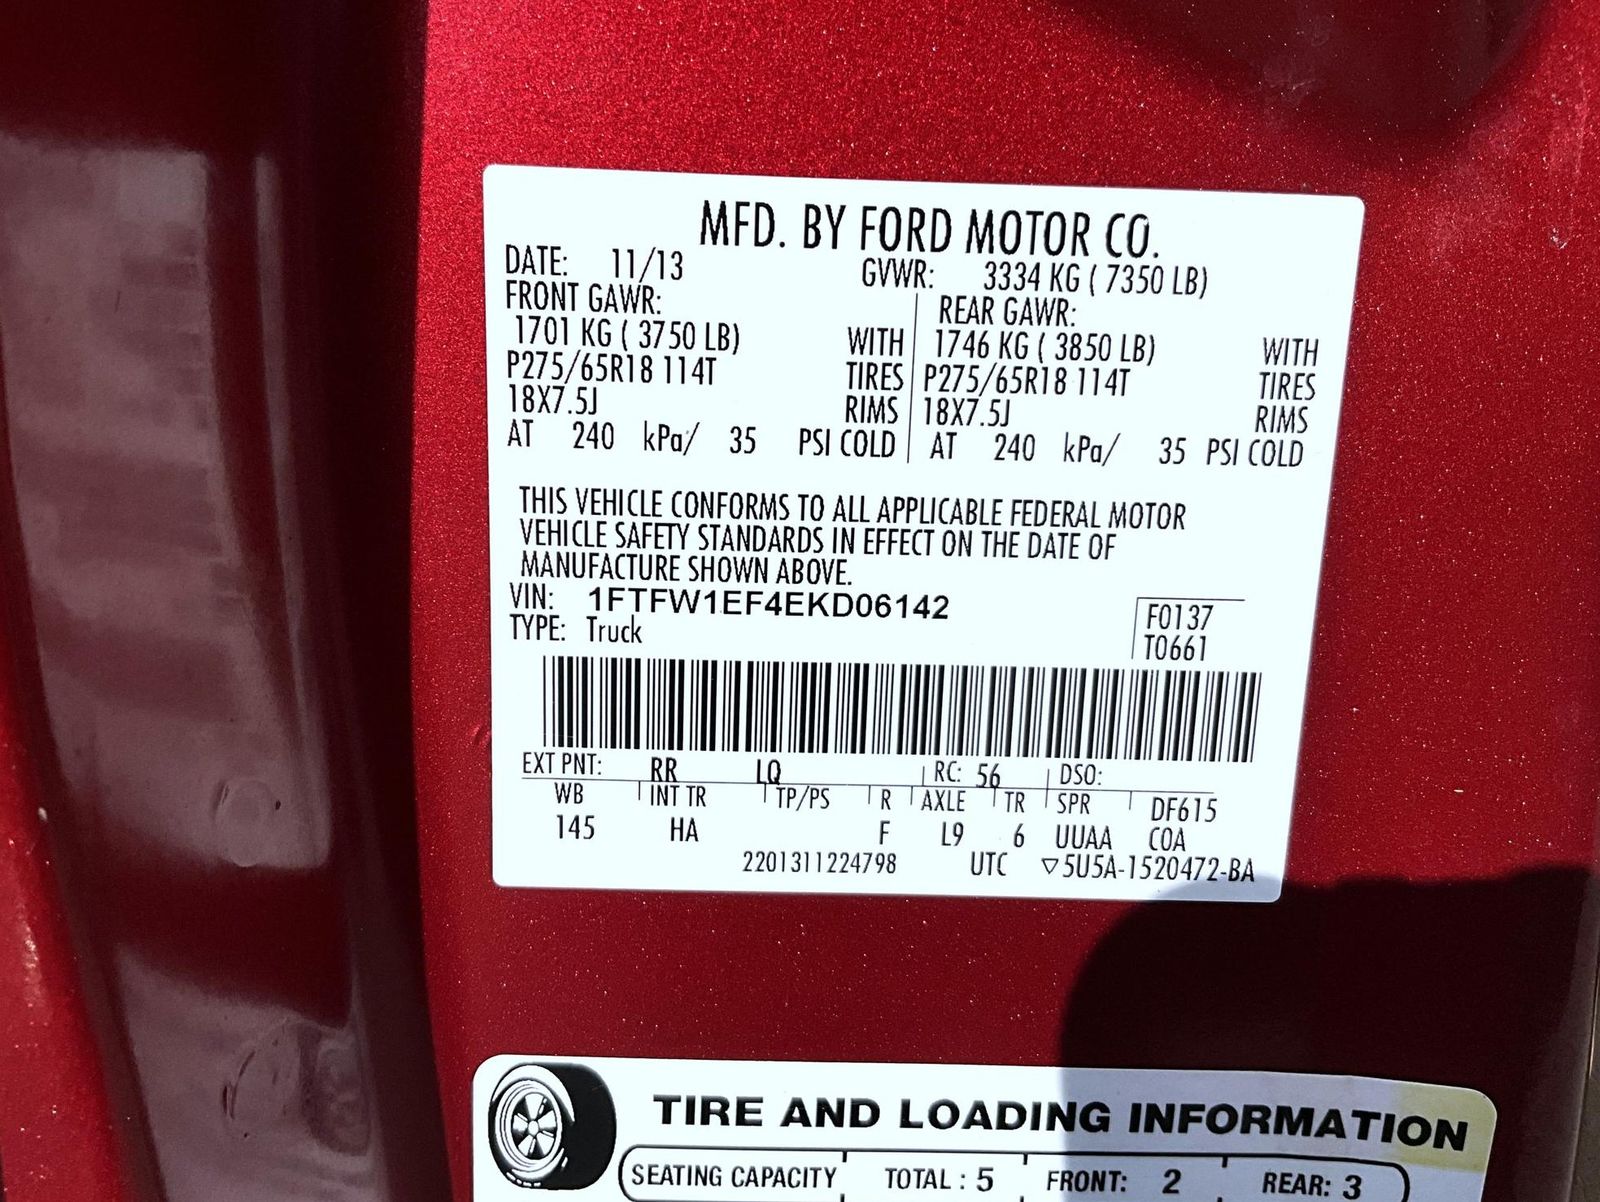 MFD. BY FORD MOTOR CO.
DATE: 11/13 GVWR: 3334 KG ( 7350 LB)
FRONT GAWR: REAR GAWR:
1701 KG ( 3750 LB) WITH 1746 KG ( 3850 LB) WITH
P275/65R18 114T TIRES P275/65R18 114T TIRES
18X7.5J RIMS 18X7.5J RIMS
AT 240 kPa/ 35 PSI COLD AT 240 kPa/ 35 PSI COLD
THIS VEHICLE CONFORMS TO ALL APPLICABLE FEDERAL MOTOR
VEHICLE SAFETY STANDARDS IN EFFECT ON THE DATE OF
MANUFACTURE SHOWN ABOVE.
VIN: 1FTFW1EF4EKD06142 F0137
TYPE: Truck T0661
EXT PNT: RR LQ RC: 56 DSO:
WB INT TR TP/PS R AXLE TR SPR DF615
145 HA F L9 6 UUAA COA
2201311224798 UTC ▽5U5A-1520472-BA
TIRE AND LOADING INFORMATION
SEATING CAPACITY TOTAL : 5 FRONT: 2 REAR: 3